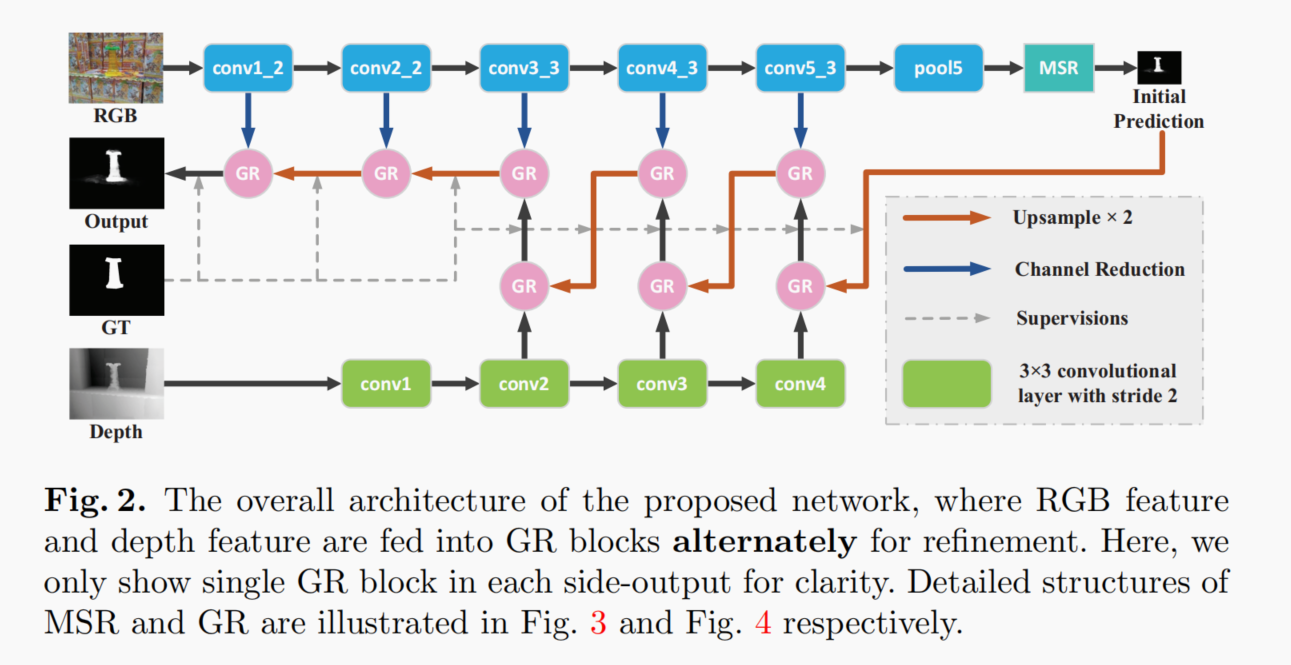 conv1_2 conv2_2 conv3_3 conv4_3 conv5_3 pool5 MSR
RGB
Initial
Prediction
GR GR GR GR GR
Output
Upsample × 2
Channel Reduction
GR GR GR
GT
Supervisions
3×3 convolutional
layer with stride 2
conv1 conv2 conv3 conv4
Depth
Fig. 2. The overall architecture of the proposed network, where RGB feature
and depth feature are fed into GR blocks alternately for refinement. Here, we
only show single GR block in each side-output for clarity. Detailed structures of
MSR and GR are illustrated in Fig. 3 and Fig. 4 respectively.